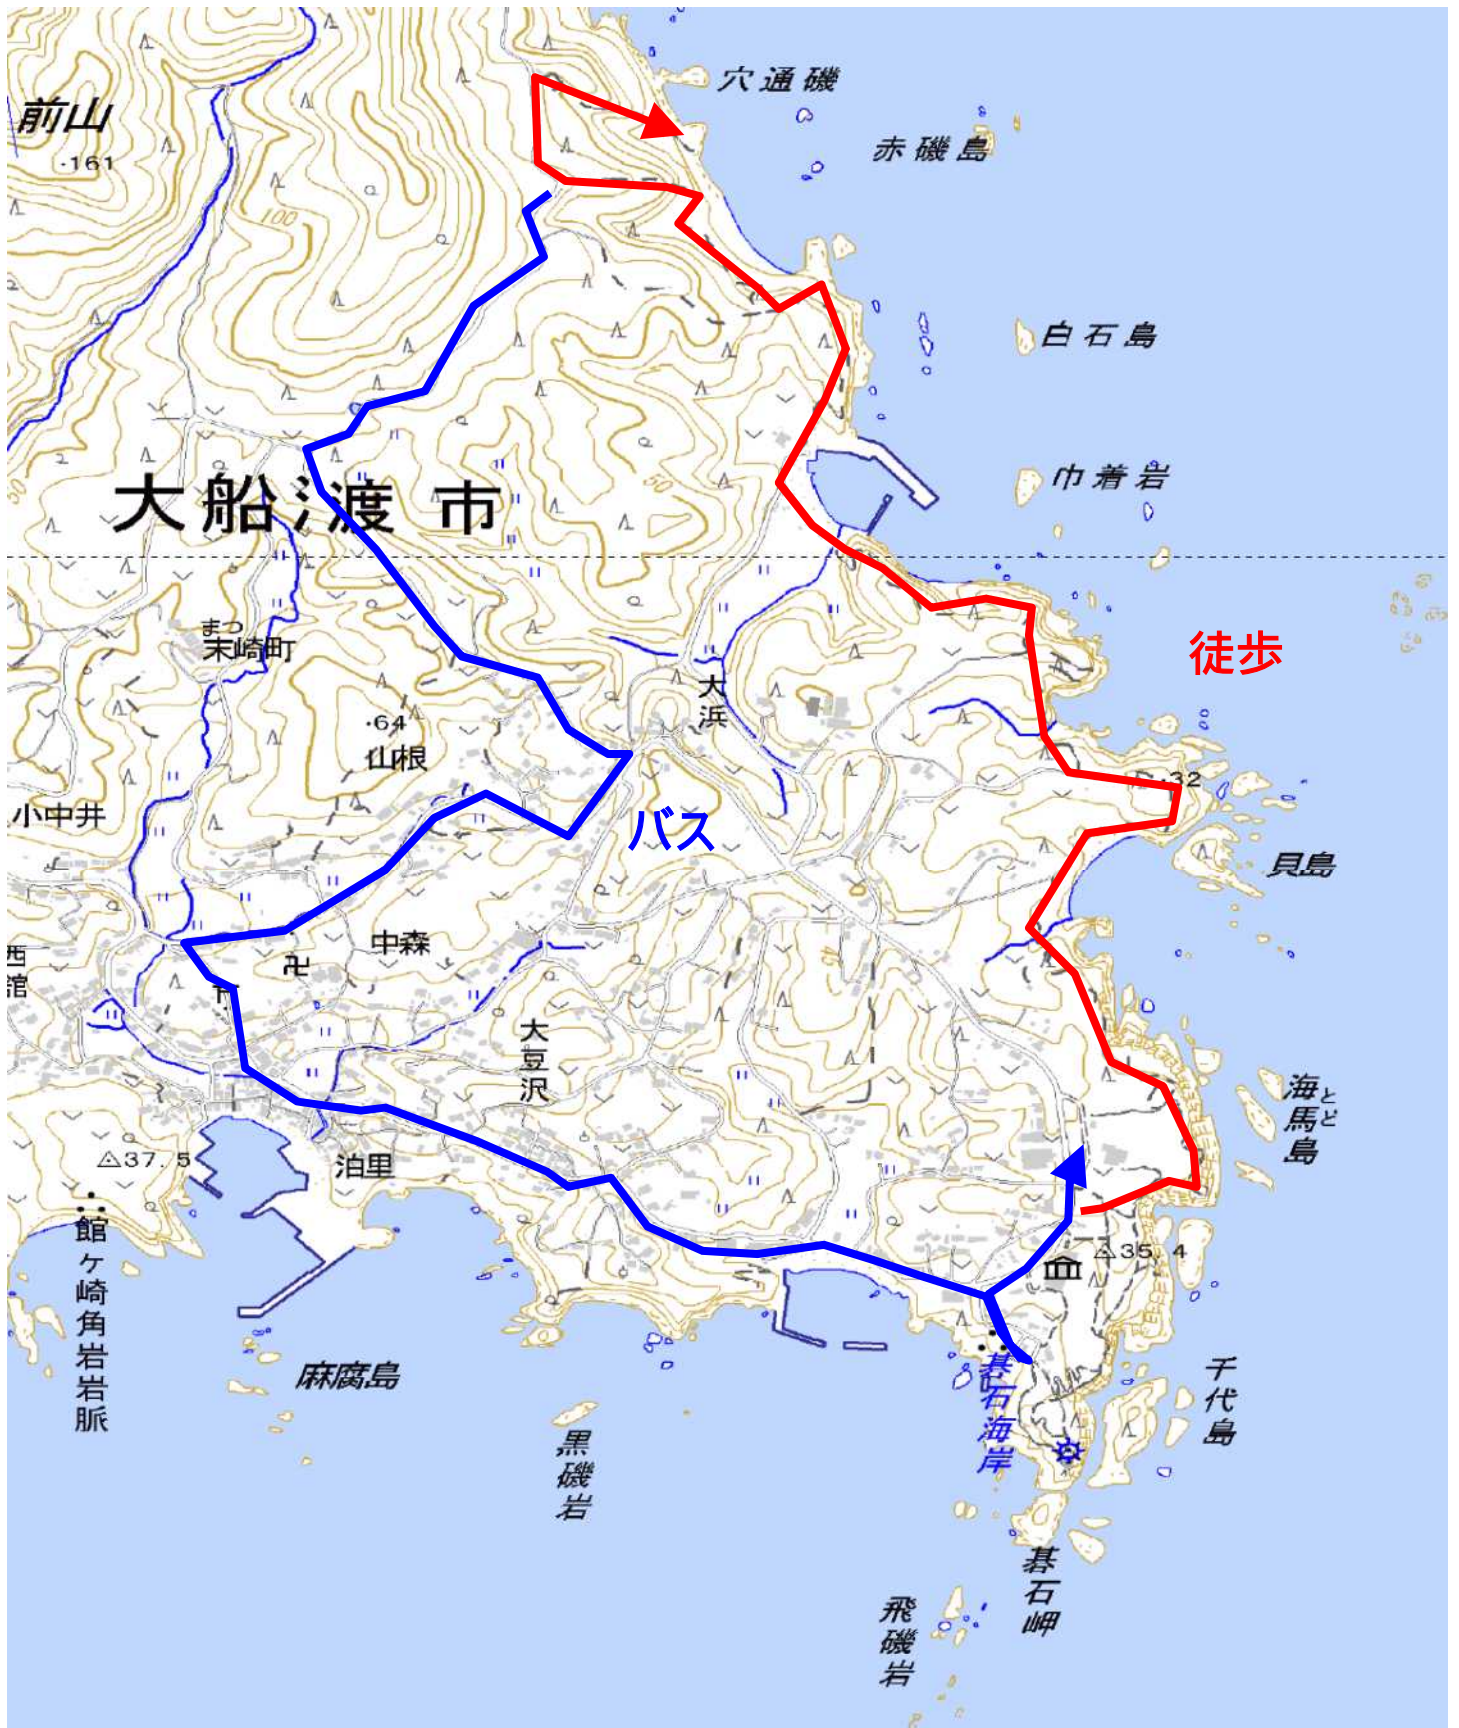 穴通磯
前山
赤磯島
・161
100
白石島
巾着岩
大船渡市
50
まつ
末崎町
徒歩
大浜
・64
山根
・32
小中井
バス
貝島
中森
西舘
大豆沢
海馬島
とど
37.5
泊里
館ヶ崎角岩岩脈
35.4
麻腐島
碁石海岸
千代島
黒磯岩
碁石岬
飛磯岩